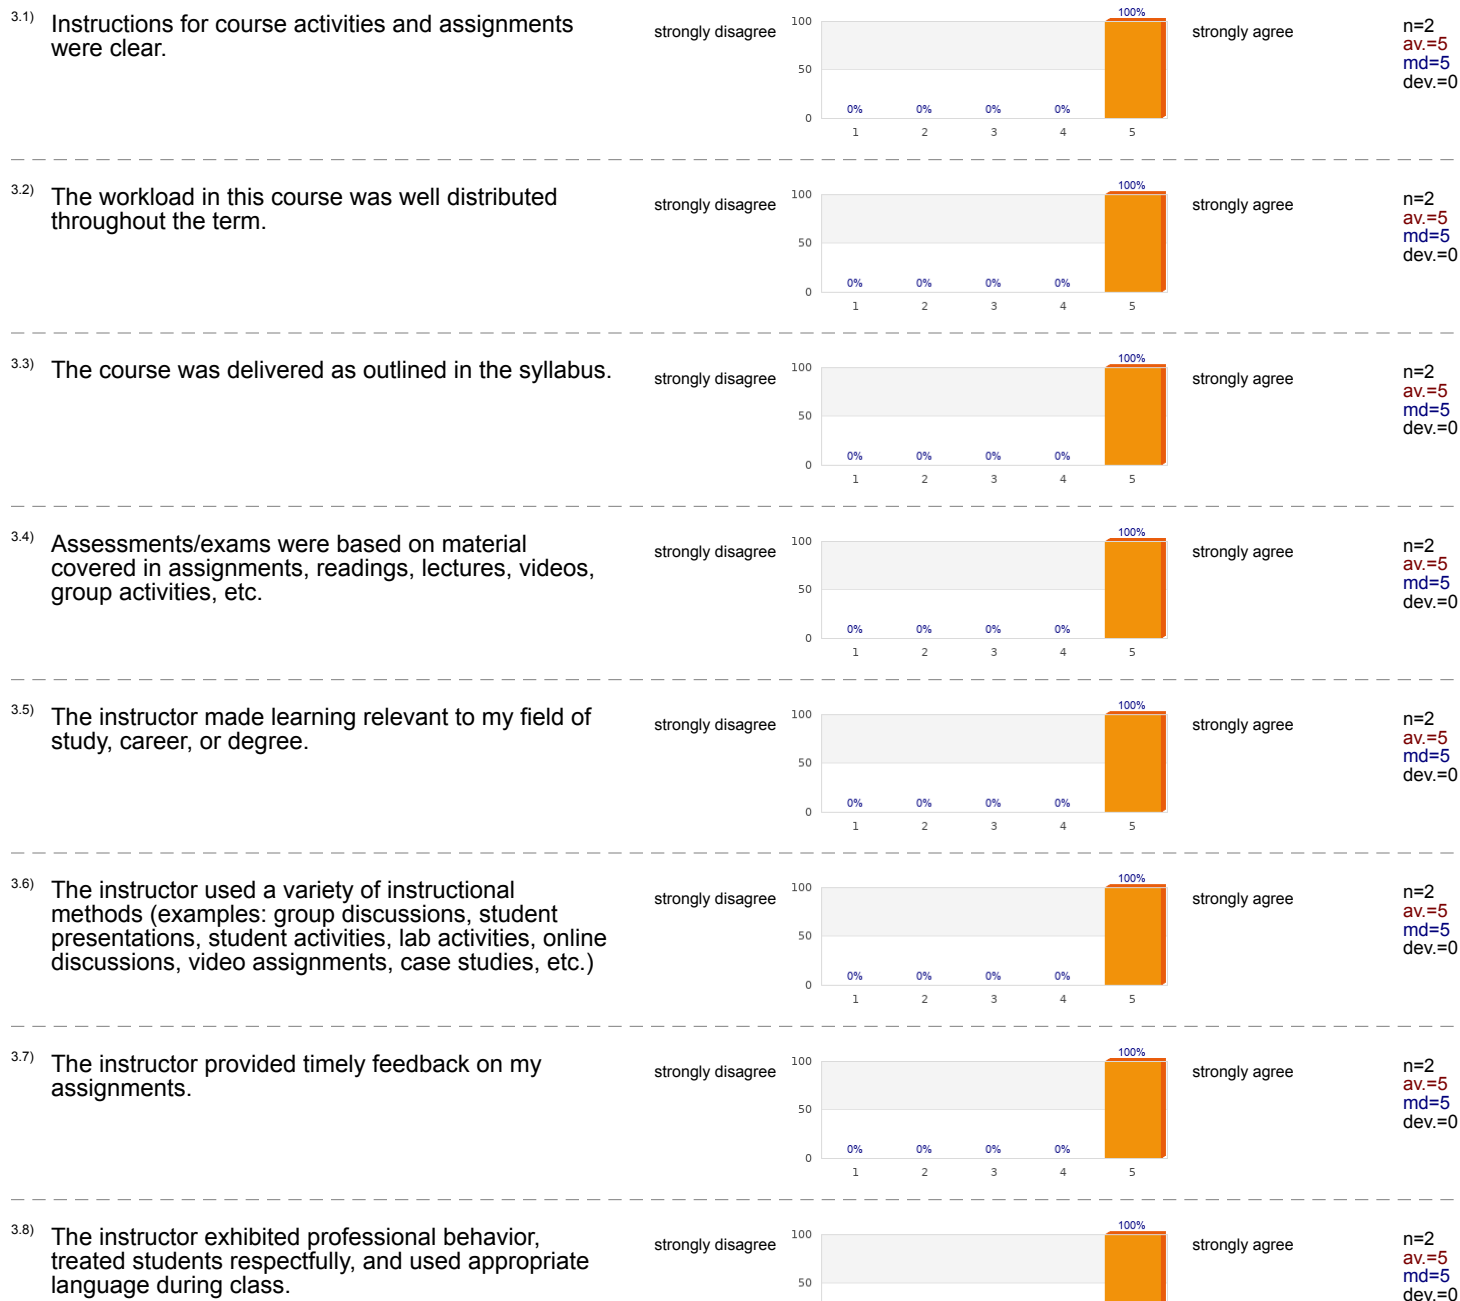 3.1) Instructions for course activities and assignments
were clear.
strongly disagree
100
50
0
0% 0% 0% 0% 100%
1 2 3 4 5
strongly agree
n=2
av.=5
md=5
dev.=0
3.2) The workload in this course was well distributed
throughout the term.
strongly disagree
100
50
0
0% 0% 0% 0% 100%
1 2 3 4 5
strongly agree
n=2
av.=5
md=5
dev.=0
3.3) The course was delivered as outlined in the syllabus.
strongly disagree
100
50
0
0% 0% 0% 0% 100%
1 2 3 4 5
strongly agree
n=2
av.=5
md=5
dev.=0
3.4) Assessments/exams were based on material
covered in assignments, readings, lectures, videos,
group activities, etc.
strongly disagree
100
50
0
0% 0% 0% 0% 100%
1 2 3 4 5
strongly agree
n=2
av.=5
md=5
dev.=0
3.5) The instructor made learning relevant to my field of
study, career, or degree.
strongly disagree
100
50
0
0% 0% 0% 0% 100%
1 2 3 4 5
strongly agree
n=2
av.=5
md=5
dev.=0
3.6) The instructor used a variety of instructional
methods (examples: group discussions, student
presentations, student activities, lab activities, online
discussions, video assignments, case studies, etc.)
strongly disagree
100
50
0
0% 0% 0% 0% 100%
1 2 3 4 5
strongly agree
n=2
av.=5
md=5
dev.=0
3.7) The instructor provided timely feedback on my
assignments.
strongly disagree
100
50
0
0% 0% 0% 0% 100%
1 2 3 4 5
strongly agree
n=2
av.=5
md=5
dev.=0
3.8) The instructor exhibited professional behavior,
treated students respectfully, and used appropriate
language during class.
strongly disagree
100
50
100%
strongly agree
n=2
av.=5
md=5
dev.=0